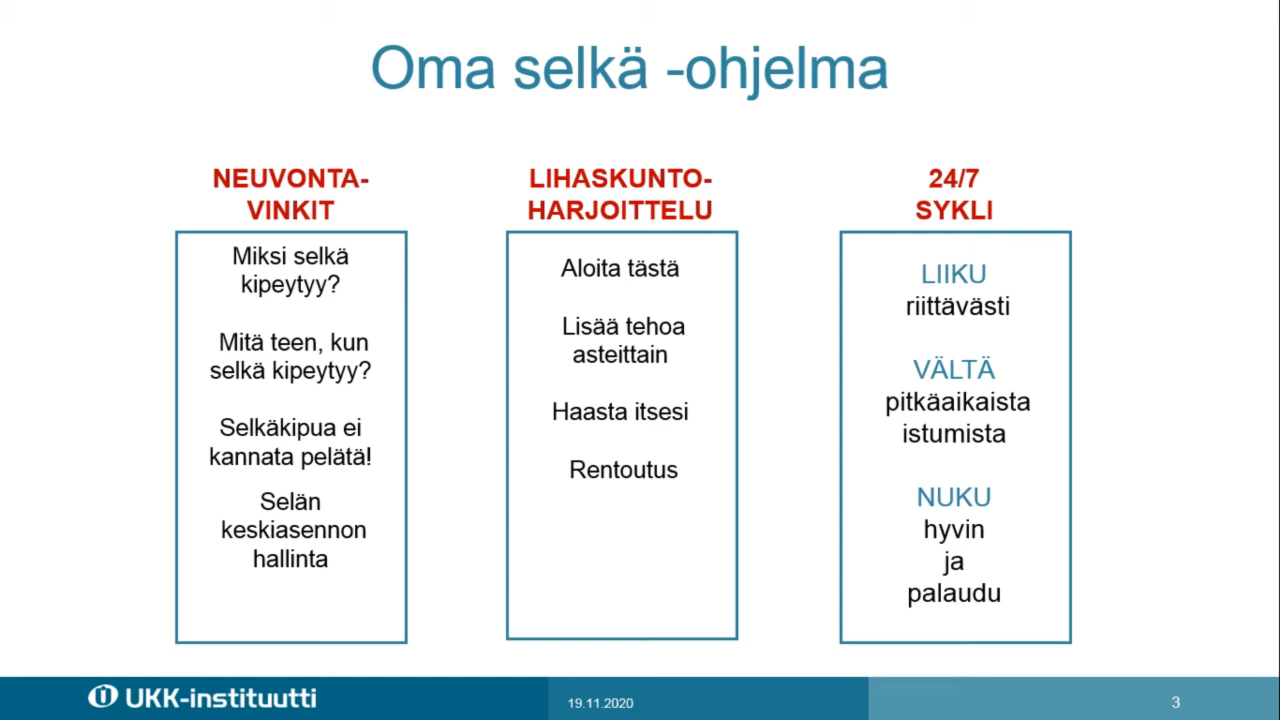 Oma selkä -ohjelma
NEUVONTA-
VINKIT
Miksi selkä
kipeytyy?
Mitä teen, kun
selkä kipeytyy?
Selkäkipua ei
kannata pelätä!
Selän
keskiasennon
hallinta
LIHASKUNTO-
HARJOITTELU
Aloita tästä
Lisää tehoa
asteittain
Haasta itsesi
Rentoutus
24/7
SYKLI
LIIKU
riittävästi
VÄLTÄ
pitkäaikaista
istumista
NUKU
hyvin
ja
palaudu
UKK-instituutti
19.11.2020
3